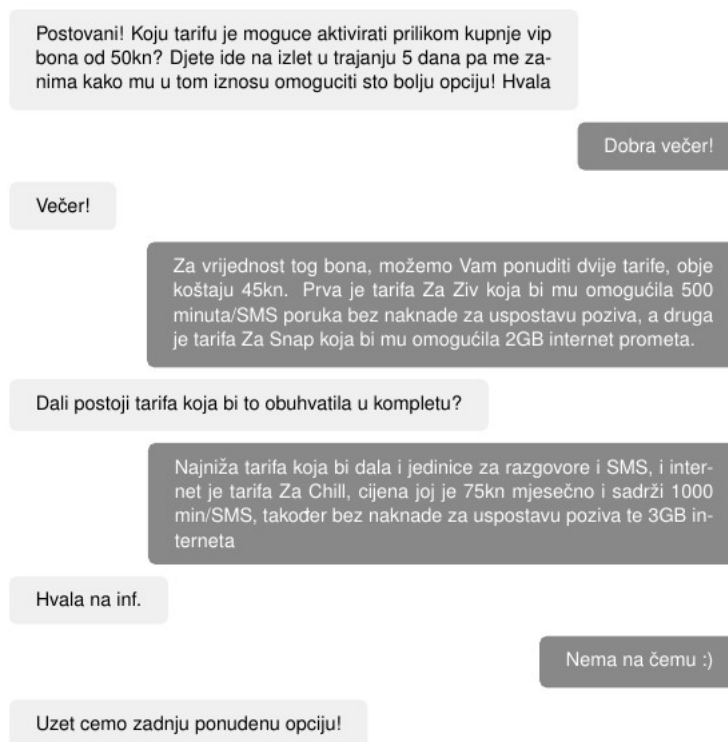 Postovani! Koju tarifu je moguce aktivirati prilikom kupnje vip
bona od 50kn? Djete ide na izlet u trajanju 5 dana pa me za-
nima kako mu u tom iznosu omoguciti sto bolju opciju! Hvala
Dobra večer!
Večer!
Za vrijednost tog bona, možemo Vam ponuditi dvije tarife, obje
koštaju 45kn. Prva je tarifa Za Ziv koja bi mu omogućila 500
minuta/SMS poruka bez naknade za uspostavu poziva, a druga
je tarifa Za Snap koja bi mu omogućila 2GB internet prometa.
Dali postoji tarifa koja bi to obuhvatila u kompletu?
Najniža tarifa koja bi dala i jedinice za razgovore i SMS, i inter-
net je tarifa Za Chill, cijena joj je 75kn mjesečno i sadrži 1000
min/SMS, također bez naknade za uspostavu poziva te 3GB in-
terneta
Hvala na inf.
Nema na čemu :)
Uzet cemo zadnju ponudenu opciju!